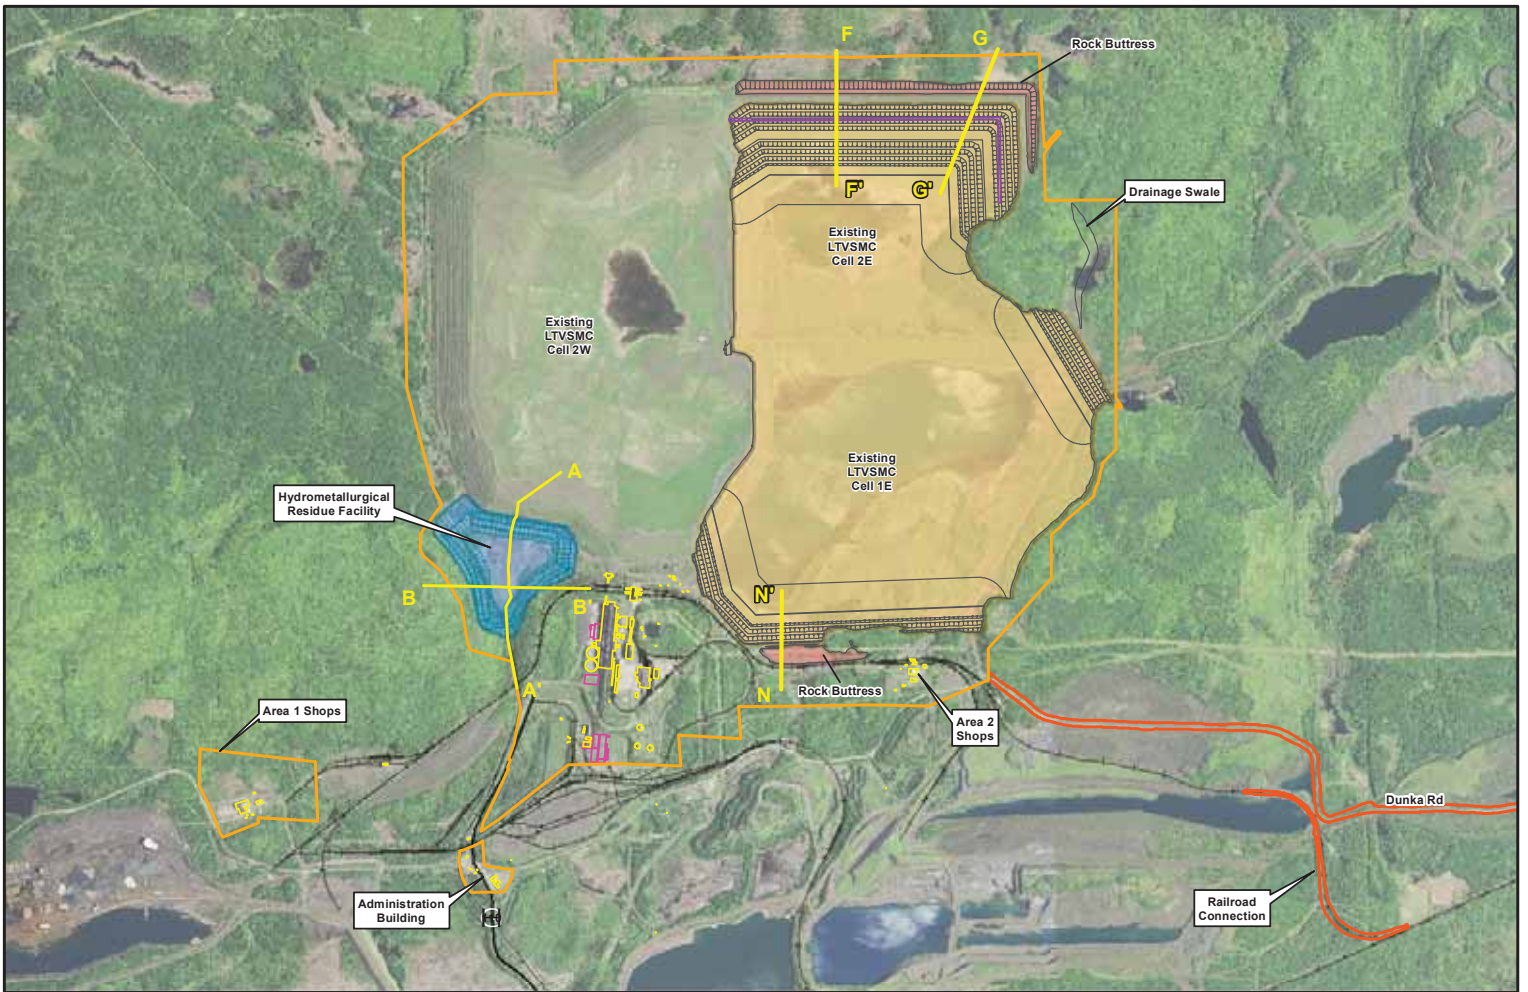 F
G
Rock Buttress
F'
G'
Drainage Swale
Existing
LTVSMC
Cell 2E
Existing
LTVSMC
Cell 2W
Existing
LTVSMC
Cell 1E
A
Hydrometallurgical
Residue Facility
B
B'
N'
A'
N
Rock Buttress
Area 1 Shops
Area 2
Shops
Dunka Rd
Administration
Building
Railroad
Connection